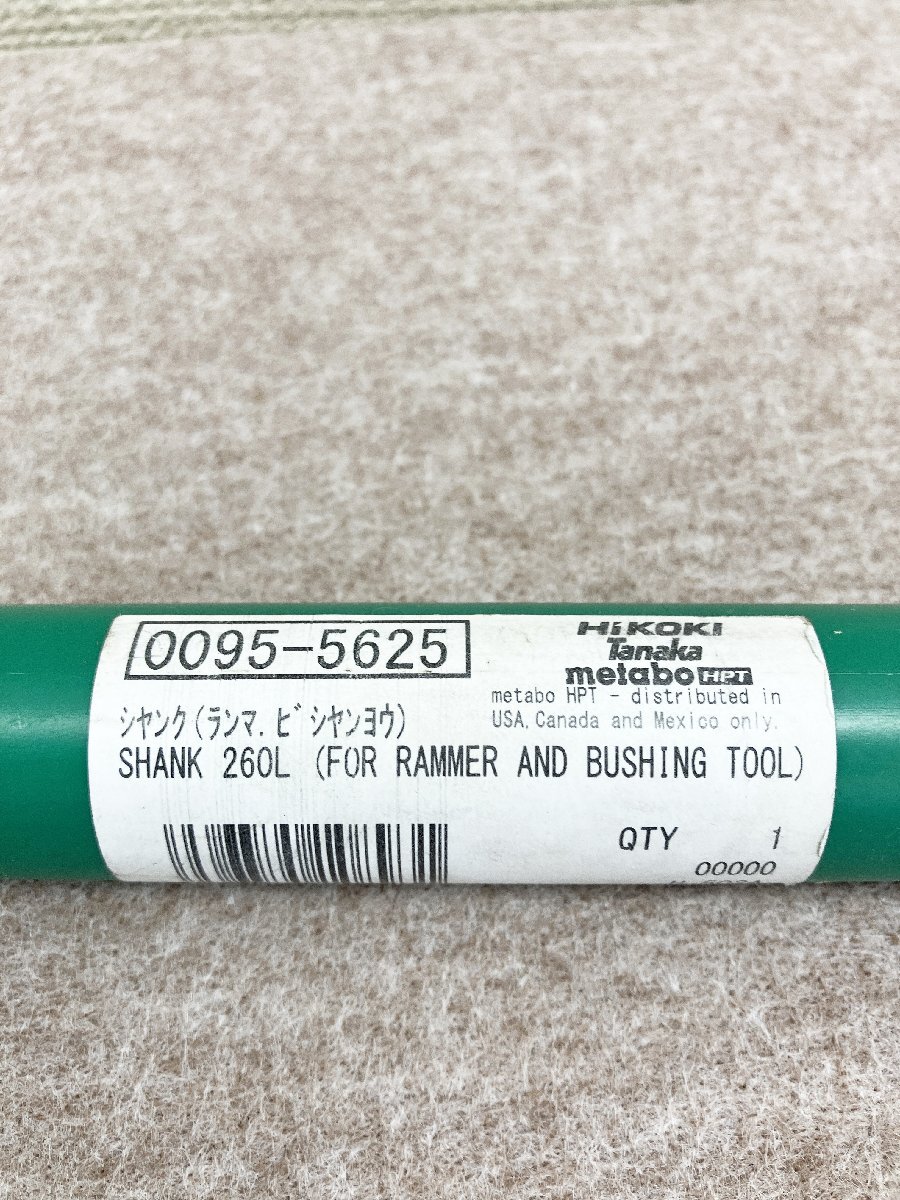 0095-5625
HiKOKI
Tanaka
metabo HPT
metabo HPT - distributed in
USA, Canada and Mexico only.
シヤンク(ランマ.ビシヤンヨウ)
SHANK 260L (FOR RAMMER AND BUSHING TOOL)
QTY 1
00000